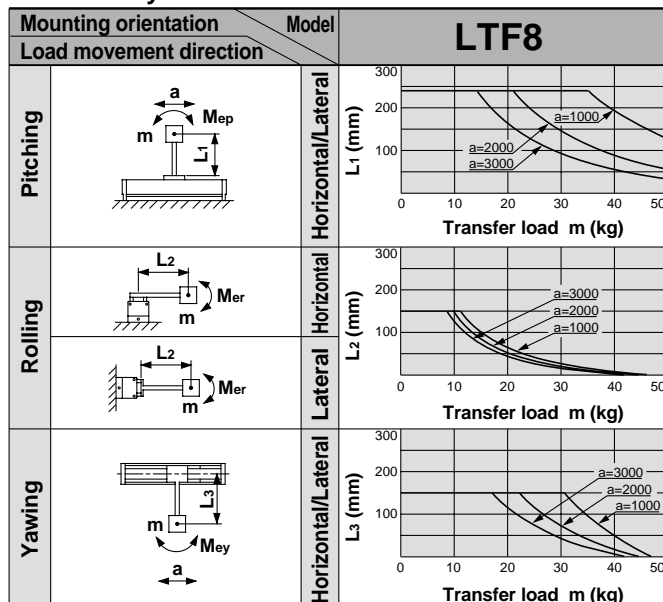 Mounting orientation Model
Load movement direction
LTF8
Pitching
a
Mep
m
L1
Horizontal/Lateral
L1 (mm)
300
200
100
a=1000
a=2000
a=3000
0 10 20 30 40 50
Transfer load m (kg)
Rolling
L2
Mer
m
Horizontal
L2
Mer
m
Lateral
L2 (mm)
300
200
100
a=3000
a=2000
a=1000
0 10 20 30 40 50
Transfer load m (kg)
Yawing
L3
m
Mey
a
Horizontal/Lateral
L3 (mm)
300
200
100
a=3000
a=2000
a=1000
0 10 20 30 40 50
Transfer load m (kg)